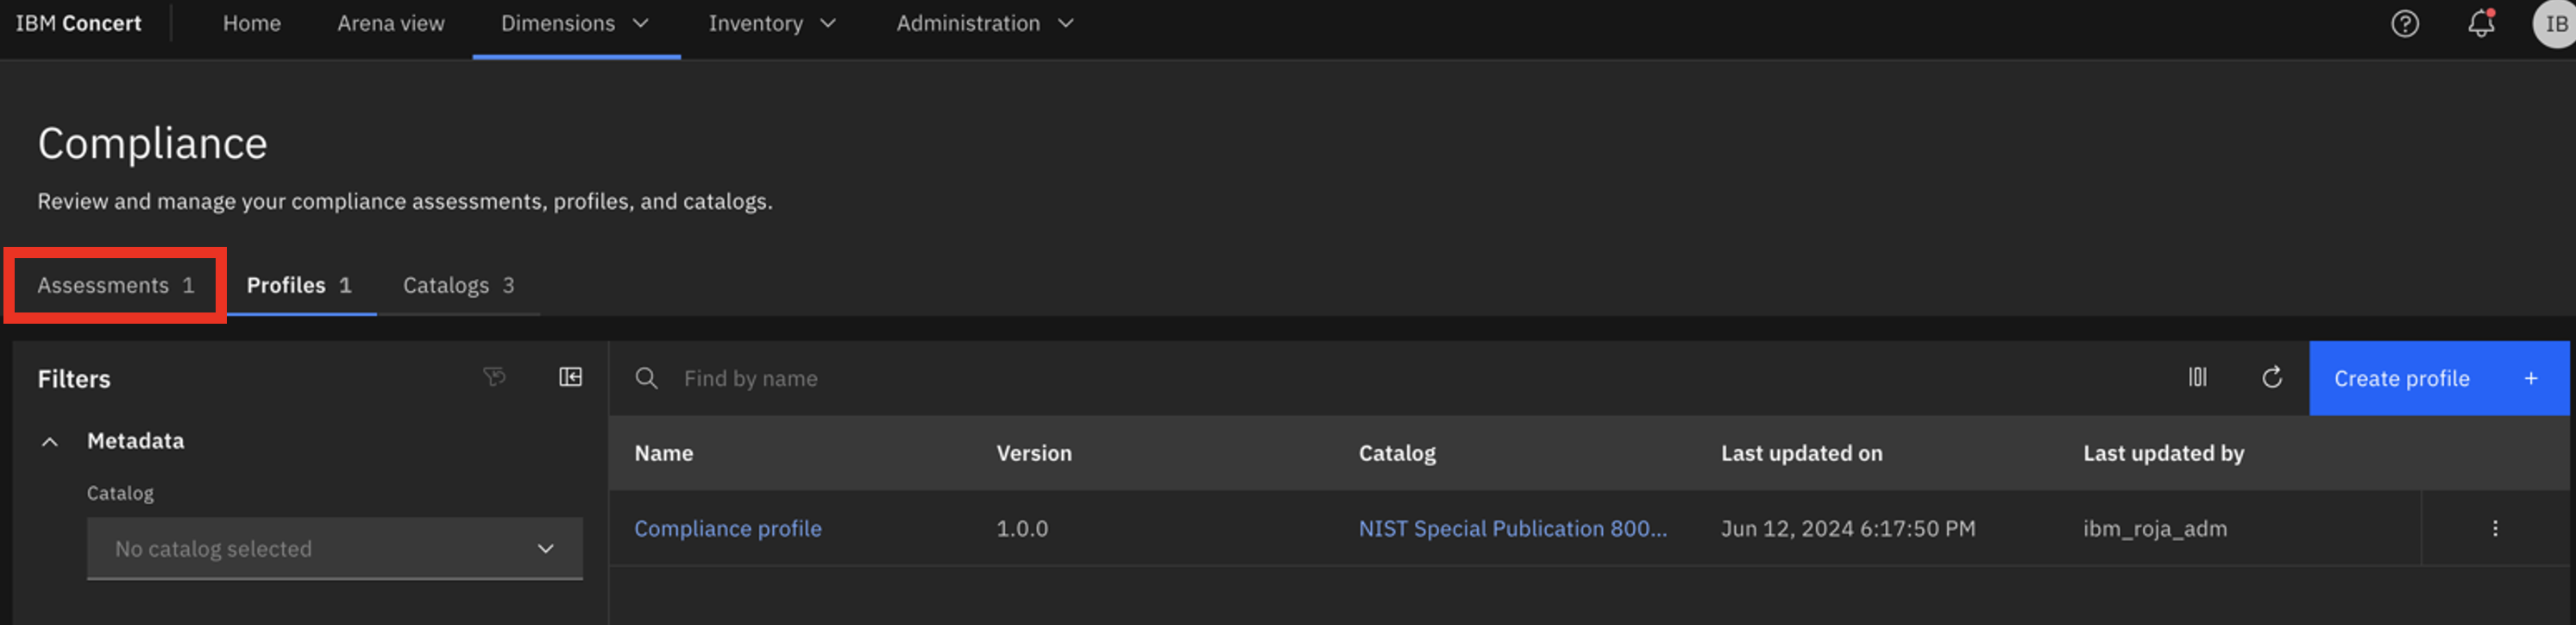 IBM Concert Home Arena view Dimensions Inventory Administration IB
Compliance
Review and manage your compliance assessments, profiles, and catalogs.
Assessments 1 Profiles 1 Catalogs 3
Filters Find by name Create profile +
Metadata
Name Version Catalog Last updated on Last updated by
Catalog
No catalog selected
Compliance profile 1.0.0 NIST Special Publication 800... Jun 12, 2024 6:17:50 PM ibm_roja_adm